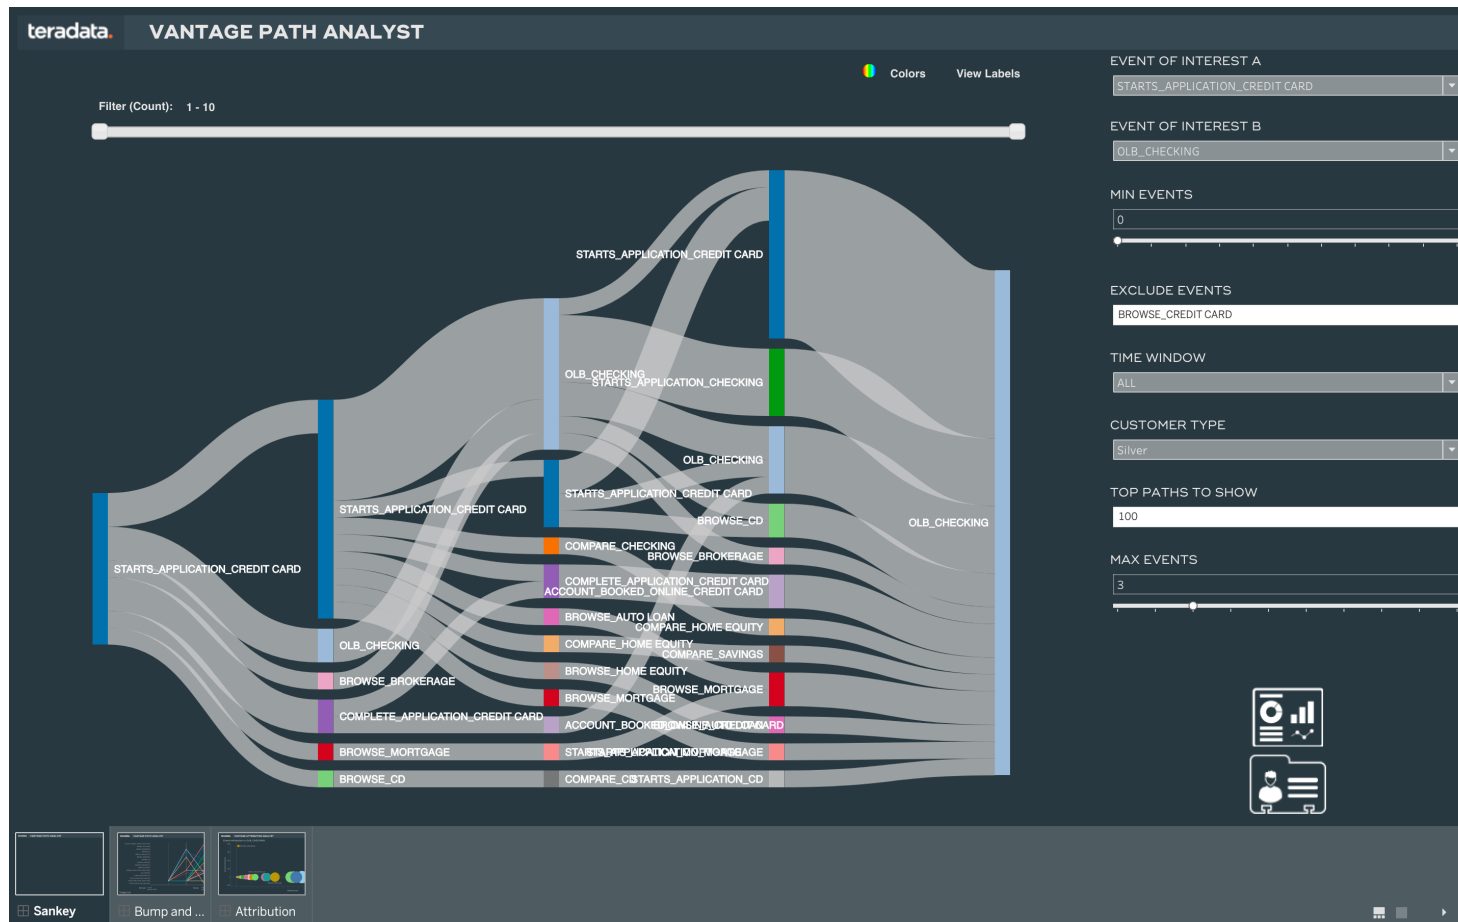 teradata.
VANTAGE PATH ANALYST
Colors
View Labels
Filter (Count): 1 - 10
EVENT OF INTEREST A
STARTS_APPLICATION_CREDIT CARD
EVENT OF INTEREST B
OLB_CHECKING
MIN EVENTS
0
EXCLUDE EVENTS
BROWSE_CREDIT CARD
TIME WINDOW
ALL
CUSTOMER TYPE
Silver
TOP PATHS TO SHOW
100
MAX EVENTS
3
STARTS_APPLICATION_CREDIT CARD
STARTS_APPLICATION_CREDIT CARD
OLB_CHECKING
BROWSE_BROKERAGE
COMPLETE_APPLICATION_CREDIT CARD
BROWSE_MORTGAGE
BROWSE_CD
OLB_CHECKING
STARTS_APPLICATION_CREDIT CARD
COMPARE_CHECKING
COMPLETE_APPLICATION_CREDIT CARD
BROWSE_AUTO LOAN
COMPARE_HOME EQUITY
BROWSE_HOME EQUITY
BROWSE_MORTGAGE
COMPARE_CD
STARTS_APPLICATION_CREDIT CARD
STARTS_APPLICATION_CHECKING
OLB_CHECKING
BROWSE_CD
BROWSE_BROKERAGE
ACCOUNT_BOOKED_ONLINE_CREDIT CARD
COMPARE_HOME EQUITY
COMPARE_SAVINGS
BROWSE_MORTGAGE
STARTS_APPLICATION_CD
OLB_CHECKING
Sankey
Bump and ...
Attribution